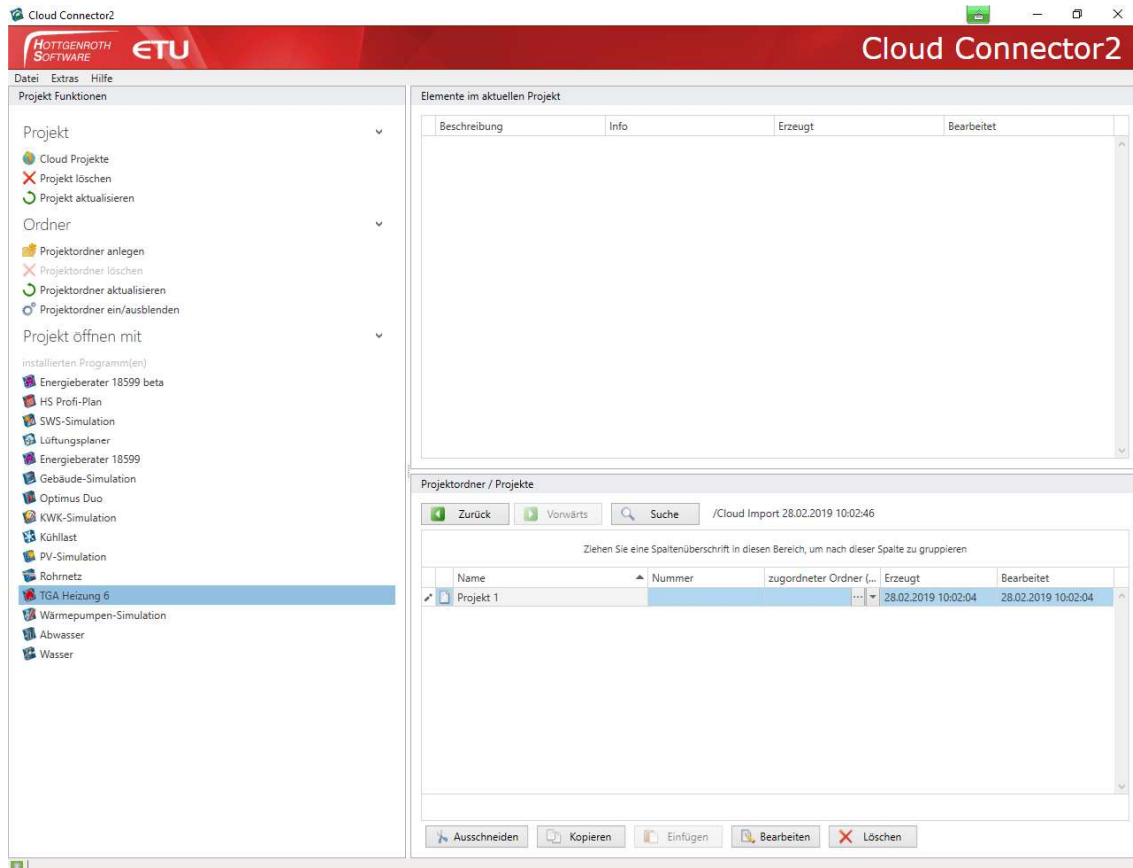 Cloud Connector2
HOTTGENROTH
SOFTWARE
ETU
Cloud Connector2
Datei Extras Hilfe
Projekt Funktionen
Projekt
Cloud Projekte
Projekt löschen
Projekt aktualisieren
Ordner
Projektordner anlegen
Projektordner löschen
Projektordner aktualisieren
Projektordner ein/ausblenden
Projekt öffnen mit
installierten Programm(en)
Energieberater 18599 beta
HS Profi-Plan
SWS-Simulation
Lüftungsplaner
Energieberater 18599
Gebäude-Simulation
Optimus Duo
KWK-Simulation
Kühllast
PV-Simulation
Rohrnetz
TGA Heizung 6
Wärmepumpen-Simulation
Abwasser
Wasser
Elemente im aktuellen Projekt
Beschreibung Info Erzeugt Bearbeitet
Projektordner / Projekte
Zurück Vorwärts Suche /Cloud Import 28.02.2019 10:02:46
Ziehen Sie eine Spaltenüberschrift in diesen Bereich, um nach dieser Spalte zu gruppieren
Name Nummer zugordneter Ordner (... Erzeugt Bearbeitet
Projekt 1 ... 28.02.2019 10:02:04 28.02.2019 10:02:04
Ausschneiden Kopieren Einfügen Bearbeiten Löschen